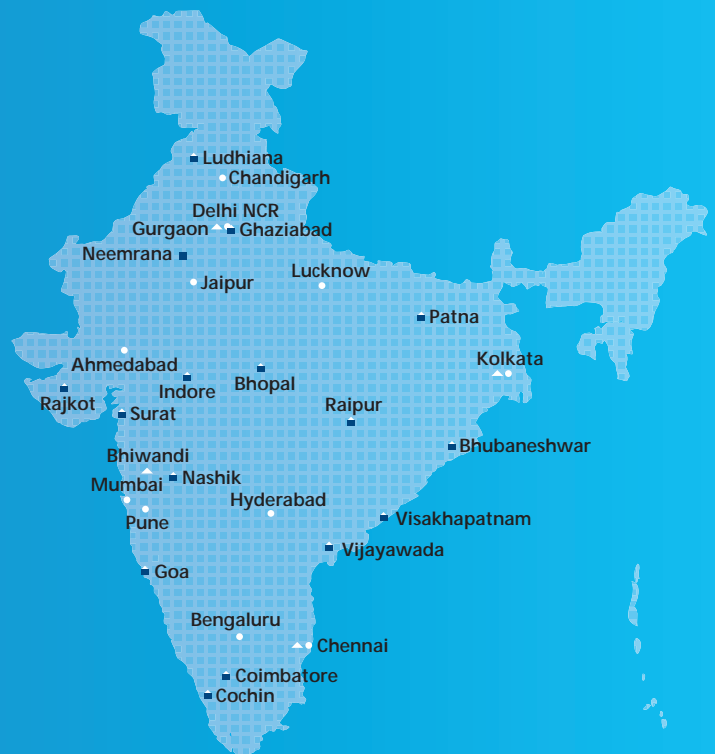 Ludhiana
Chandigarh
Delhi NCR
Gurgaon
Ghaziabad
Neemrana
Jaipur
Lucknow
Patna
Ahmedabad
Kolkata
Indore
Bhopal
Rajkot
Surat
Raipur
Bhubaneshwar
Bhiwandi
Nashik
Mumbai
Hyderabad
Pune
Visakhapatnam
Vijayawada
Goa
Bengaluru
Chennai
Coimbatore
Cochin